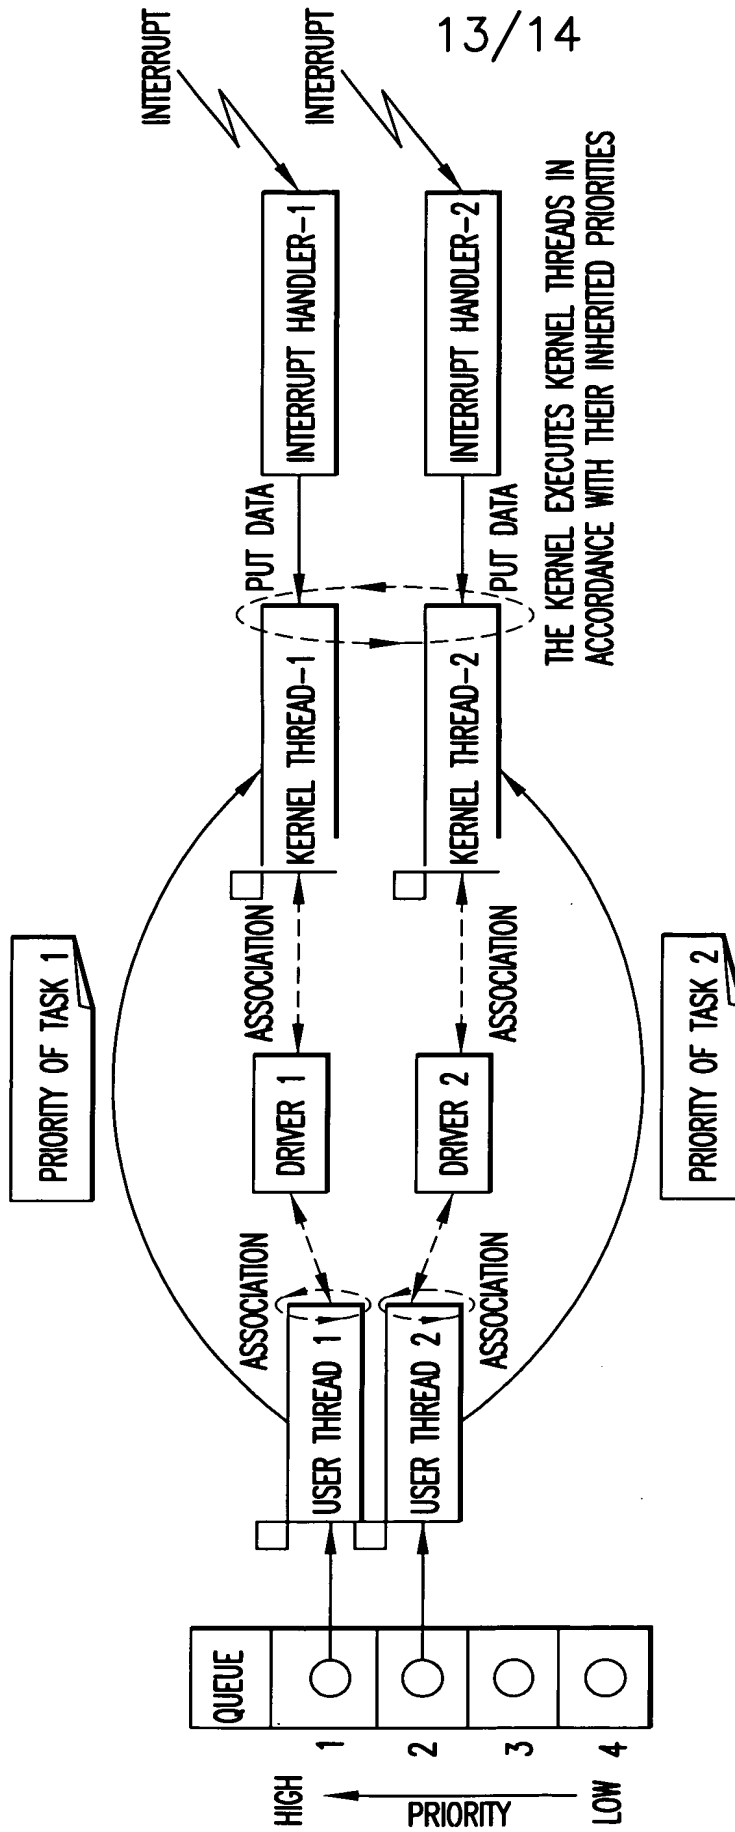 13/14
PRIORITY OF TASK 1
INTERRUPT
INTERRUPT
HIGH
PRIORITY
LOW
QUEUE
1
2
3
4
USER THREAD 1
USER THREAD 2
ASSOCIATION
ASSOCIATION
DRIVER 1
DRIVER 2
ASSOCIATION
ASSOCIATION
KERNEL THREAD-1
KERNEL THREAD-2
PUT DATA
PUT DATA
INTERRUPT HANDLER-1
INTERRUPT HANDLER-2
THE KERNEL EXECUTES KERNEL THREADS IN
ACCORDANCE WITH THEIR INHERITED PRIORITIES
PRIORITY OF TASK 2